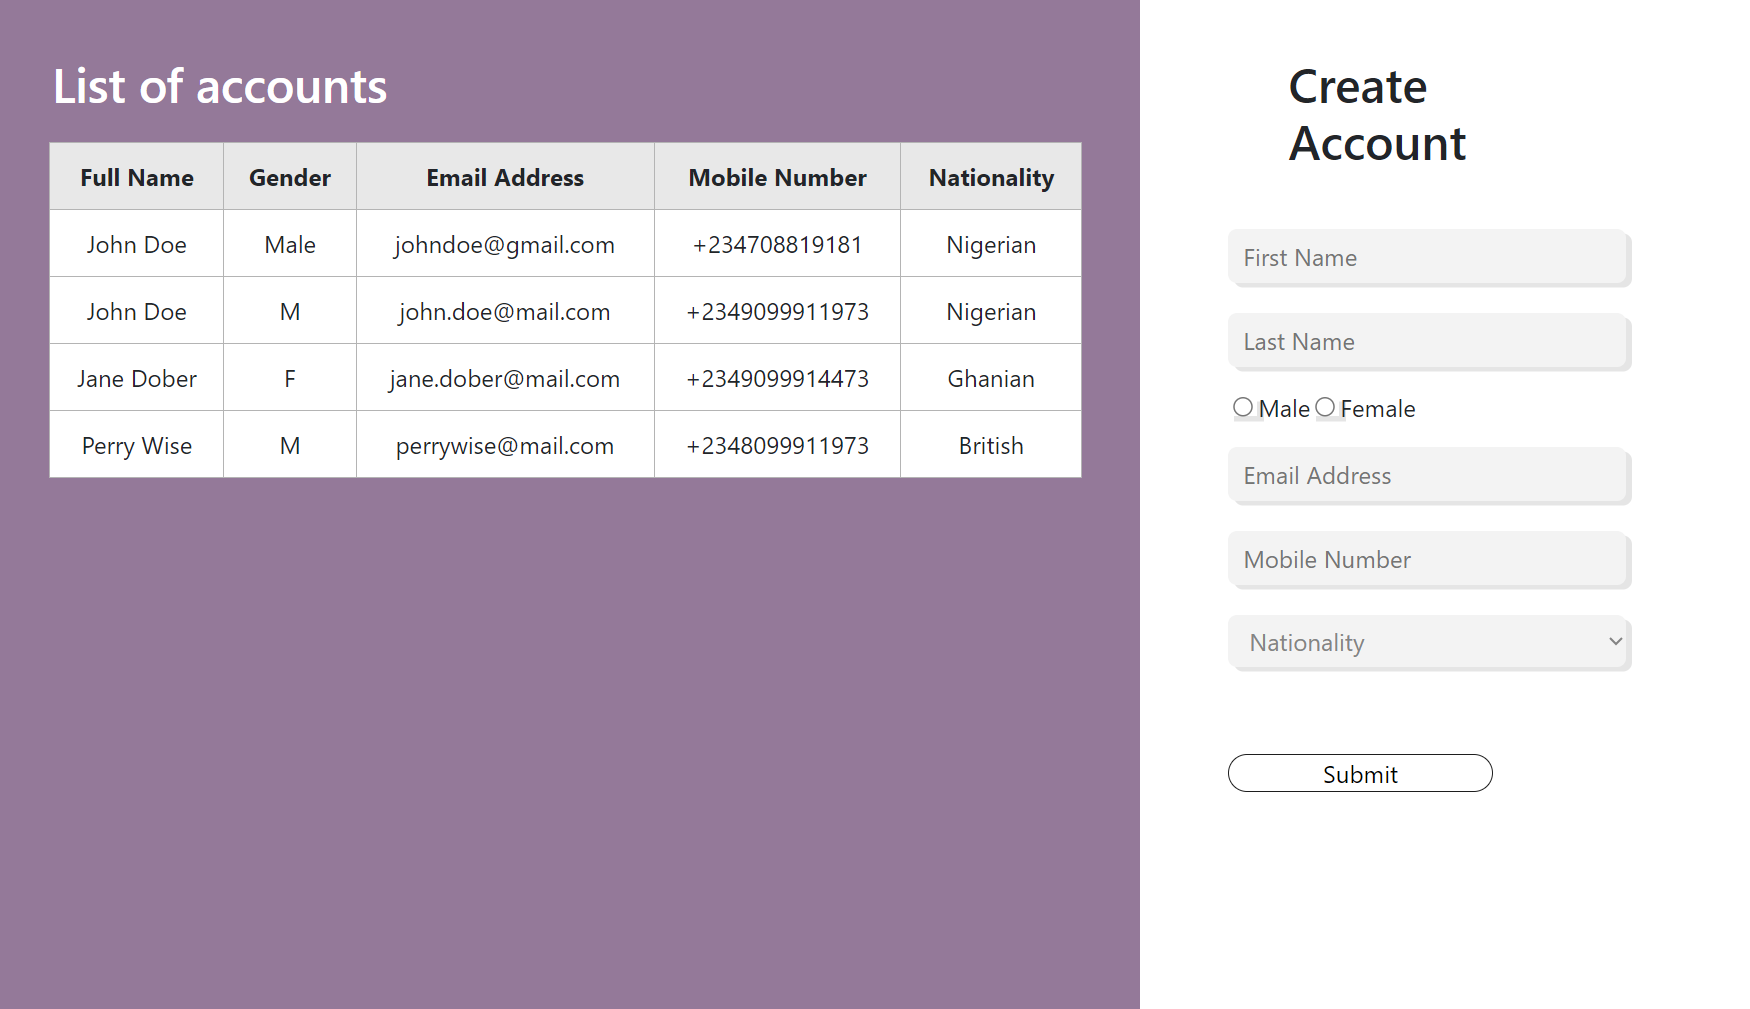 List of accounts
Full Name Gender Email Address Mobile Number Nationality
John Doe Male johndoe@gmail.com +234708819181 Nigerian
John Doe M john.doe@mail.com +2349099911973 Nigerian
Jane Dober F jane.dober@mail.com +2349099914473 Ghanian
Perry Wise M perrywise@mail.com +2348099911973 British
Create
Account
First Name
Last Name
Male Female
Email Address
Mobile Number
Nationality
Submit